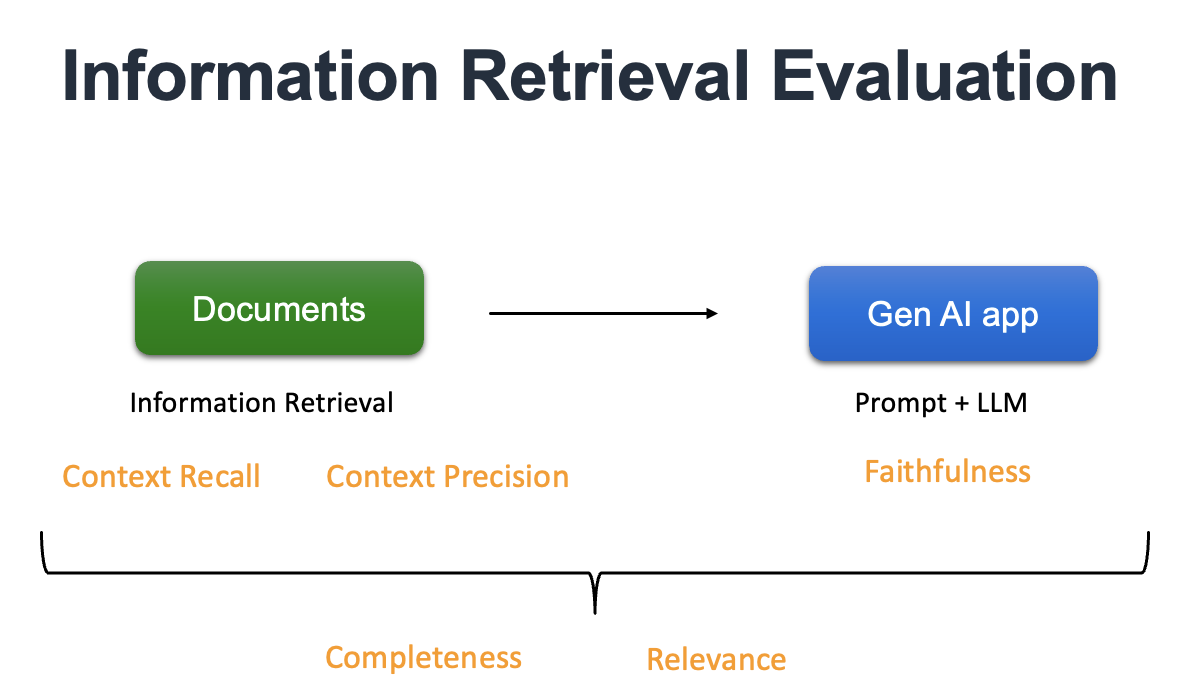 Information Retrieval Evaluation
Documents
Gen AI app
Information Retrieval
Prompt + LLM
Context Recall
Context Precision
Faithfulness
Completeness
Relevance